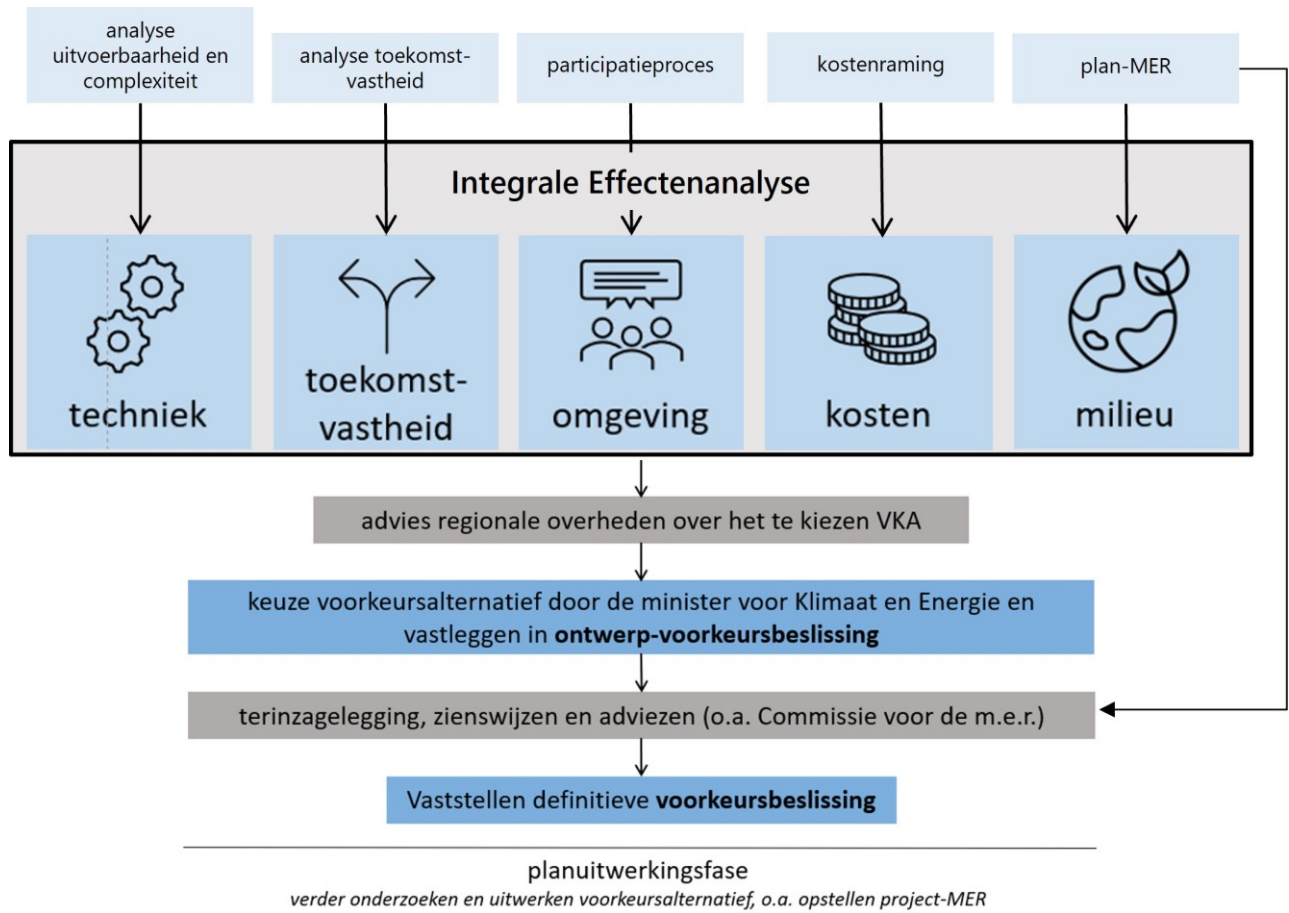 analyse
uitvoerbaarheid en
complexiteit
analyse toekomst-
vastheid
participatieproces
kostenraming
plan-MER
Integrale Effectenanalyse
techniek
toekomst-
vastheid
omgeving
kosten
milieu
advies regionale overheden over het te kiezen VKA
keuze voorkeursalternatief door de minister voor Klimaat en Energie en
vastleggen in ontwerp-voorkeursbeslissing
terinzagelegging, zienswijzen en adviezen (o.a. Commissie voor de m.e.r.)
Vaststellen definitieve voorkeursbeslissing
planuitwerkingsfase
verder onderzoeken en uitwerken voorkeursalternatief, o.a. opstellen project-MER